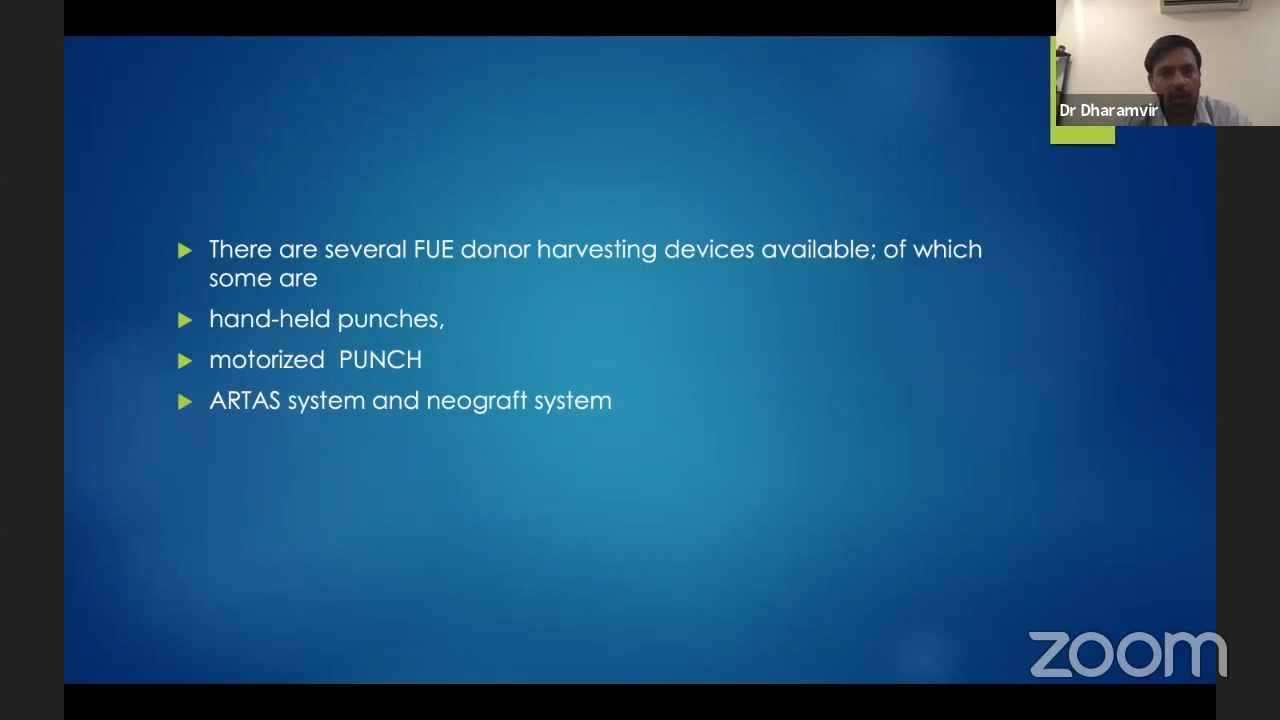 Dr Dharamvir
There are several FUE donor harvesting devices available; of which
some are
hand-held punches,
motorized  PUNCH
ARTAS system and neograft system
zoom